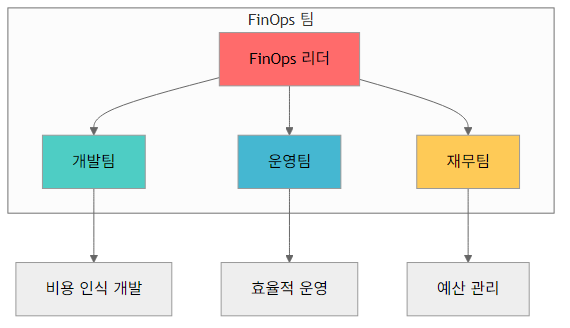 FinOps 팀
FinOps 리더
개발팀
운영팀
재무팀
비용 인식 개발
효율적 운영
예산 관리